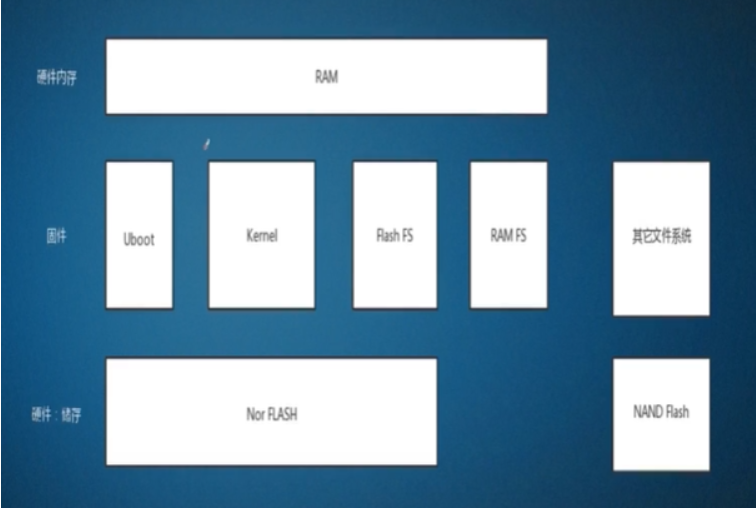 硬件内存
RAM
固件
Uboot
Kernel
Flash FS
RAM FS
其它文件系统
硬件：储存
Nor FLASH
NAND Flash